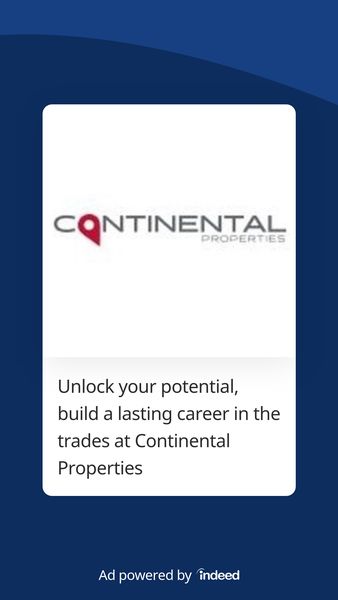 CONTINENTAL
PROPERTIES
Unlock your potential,
build a lasting career in the
trades at Continental
Properties
Ad powered by indeed